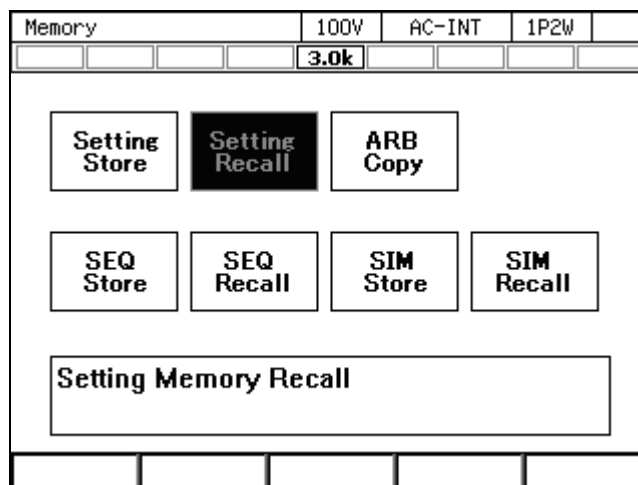 Memory 100V AC-INT 1P2W
3.0k
Setting Setting ARB
Store Recall Copy
SEQ SEQ SIM SIM
Store Recall Store Recall
Setting Memory Recall